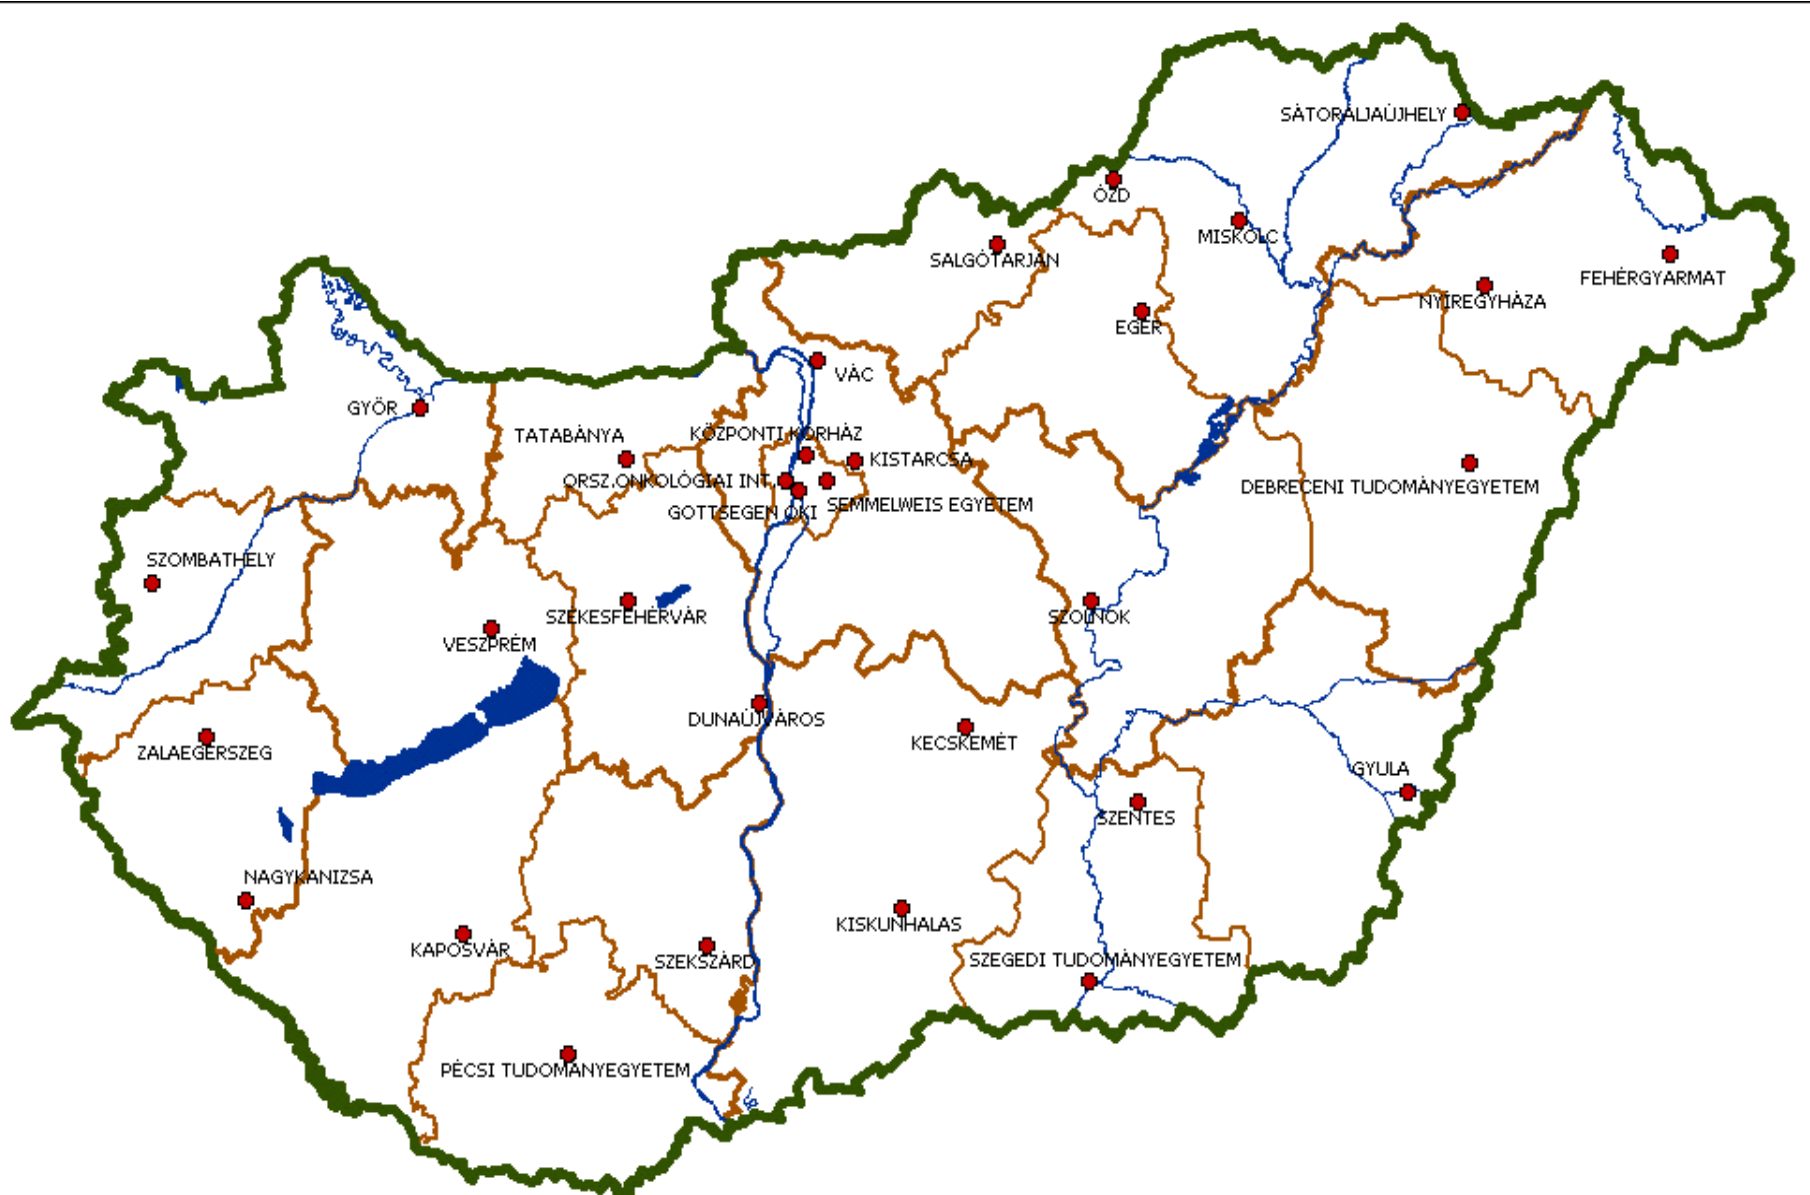 SÁTORALJAÚJHELY
ÓZD
MISKOLC
SALGÓTARJÁN
FEHÉRGYARMAT
NYÍREGYHÁZA
EGER
VÁC
GYŐR
TATABÁNYA
KÖZPONTI KÓRHÁZ
KISTARCSA
ORSZ.ONKOLÓGIAI INT.
DEBRECENI TUDOMÁNYEGYETEM
GOTTSEGEN OKI
SEMMELWEIS EGYETEM
SZOMBATHELY
SZÉKESFEHÉRVÁR
SZOLNOK
VESZPRÉM
DUNAÚJVÁROS
KECSKEMÉT
ZALAEGERSZEG
GYULA
SZENTES
NAGYKANIZSA
KISKUNHALAS
KAPOSVÁR
SZEKSZÁRD
SZEGEDI TUDOMÁNYEGYETEM
PÉCSI TUDOMÁNYEGYETEM